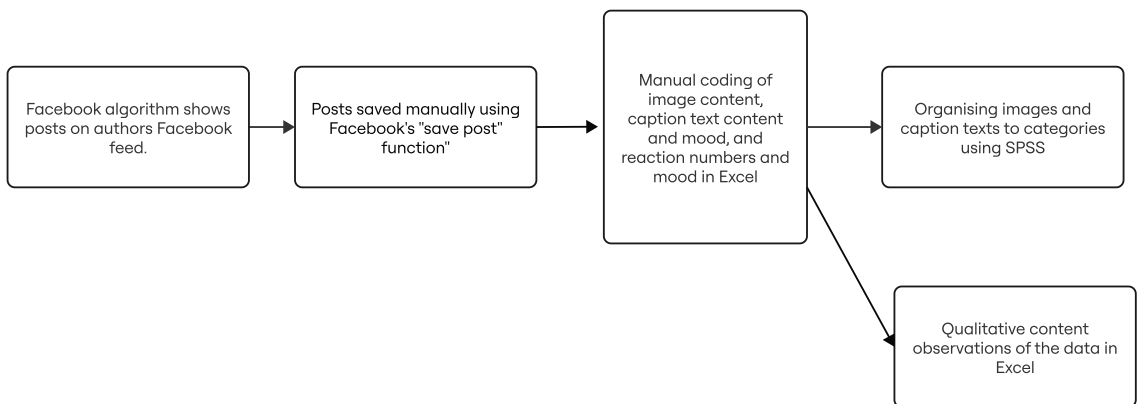 Facebook algorithm shows
posts on authors Facebook
feed.
Posts saved manually using
Facebook's "save post"
function"
Manual coding of
image content,
caption text content
and mood, and
reaction numbers and
mood in Excel
Organising images and
caption texts to categories
using SPSS
Qualitative content
observations of the data in
Excel